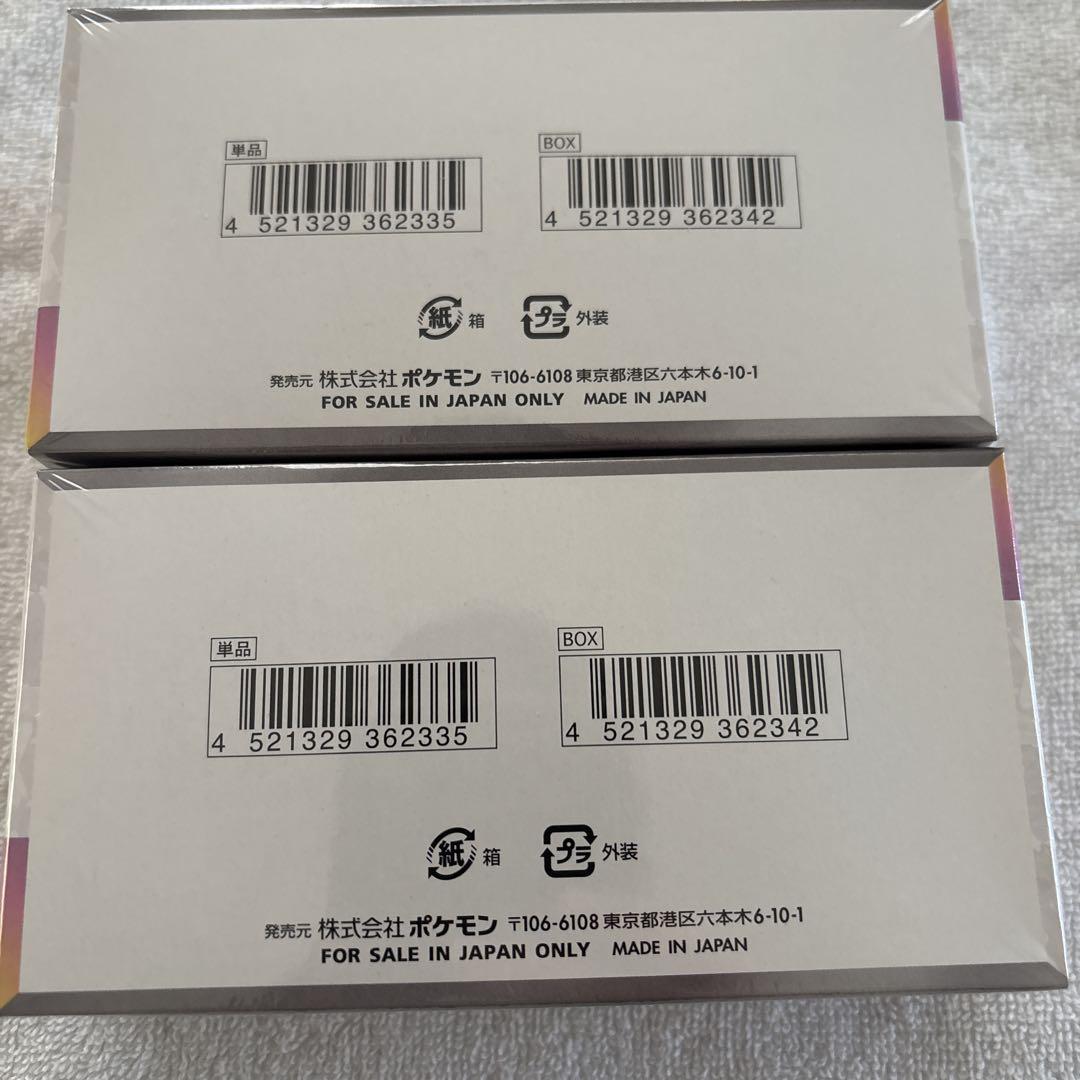 単品
BOX
4 521329 362335
4 521329 362342
紙 箱
プラ 外装
発売元 株式会社 ポケモン 〒106-6108 東京都港区六本木6-10-1
FOR SALE IN JAPAN ONLY MADE IN JAPAN
単品
BOX
4 521329 362335
4 521329 362342
紙 箱
プラ 外装
発売元 株式会社 ポケモン 〒106-6108 東京都港区六本木6-10-1
FOR SALE IN JAPAN ONLY MADE IN JAPAN